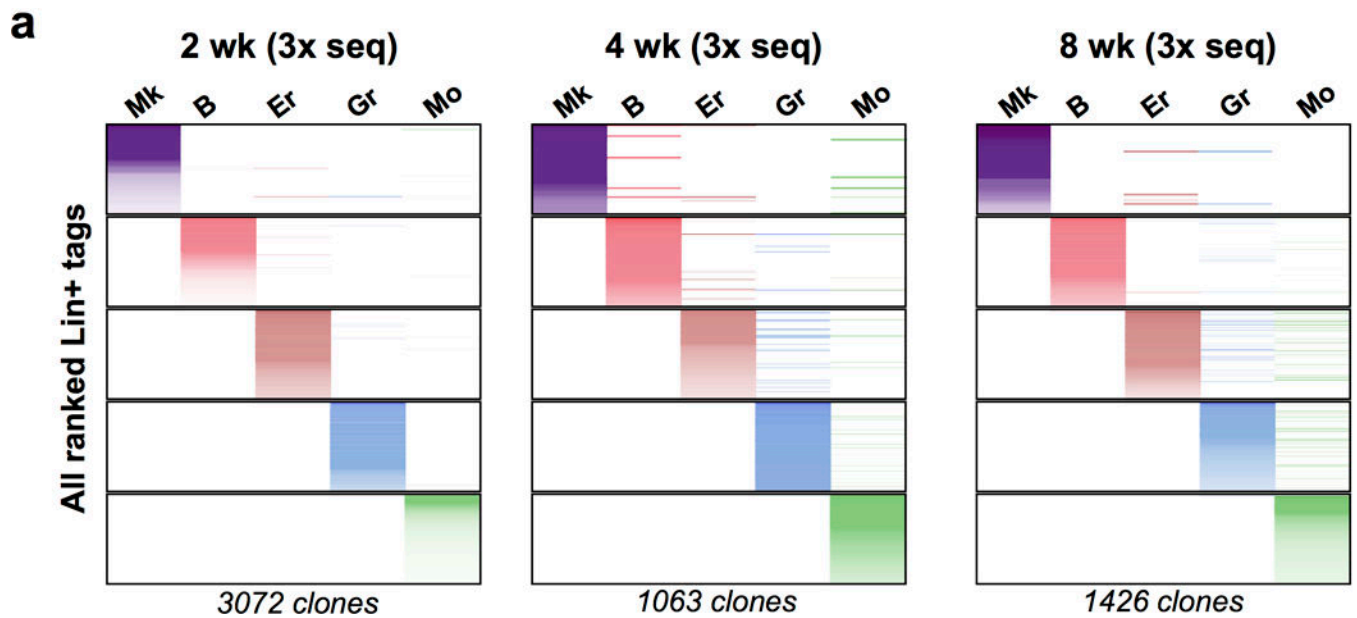 a
2 wk (3x seq) 4 wk (3x seq) 8 wk (3x seq)
Mk B Er Gr Mo Mk B Er Gr Mo Mk B Er Gr Mo
All ranked Lin+ tags
3072 clones 1063 clones 1426 clones